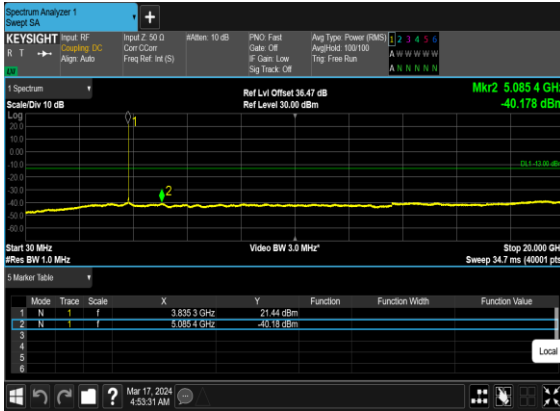 Spectrum Analyzer 1
Swept SA
+
KEYSIGHT Input: RF Input Z: 50 Ω #Atten: 10 dB PNO: Fast Avg Type: Power (RMS) 1 2 3 4 5 6
R T Coupling: DC Corr CCorr Gate: Off Avg|Hold: 100/100 A W W W W W
Align: Auto Freq Ref: Int (S) IF Gain: Low Trig: Free Run
Sig Track: Off A N N N N N
1 Spectrum
Ref Lvl Offset 36.47 dB
Mkr2 5.085 4 GHz
Scale/Div 10 dB
Ref Level 30.00 dBm
-40.178 dBm
Log
20.0
10.0
0.00
-10.0
DL1 -13.00 dBm
-20.0
-30.0
-40.0
-50.0
-60.0
1
2
Start 30 MHz
Video BW 3.0 MHz*
Stop 20.000 GHz
#Res BW 1.0 MHz
Sweep 34.7 ms (40001 pts)
5 Marker Table
Mode Trace Scale X Y Function Function Width Function Value
1 N 1 f 3.835 3 GHz 21.44 dBm
2 N 1 f 5.085 4 GHz -40.18 dBm
3
4
5
6
Local
?
Mar 17, 2024
4:53:31 AM